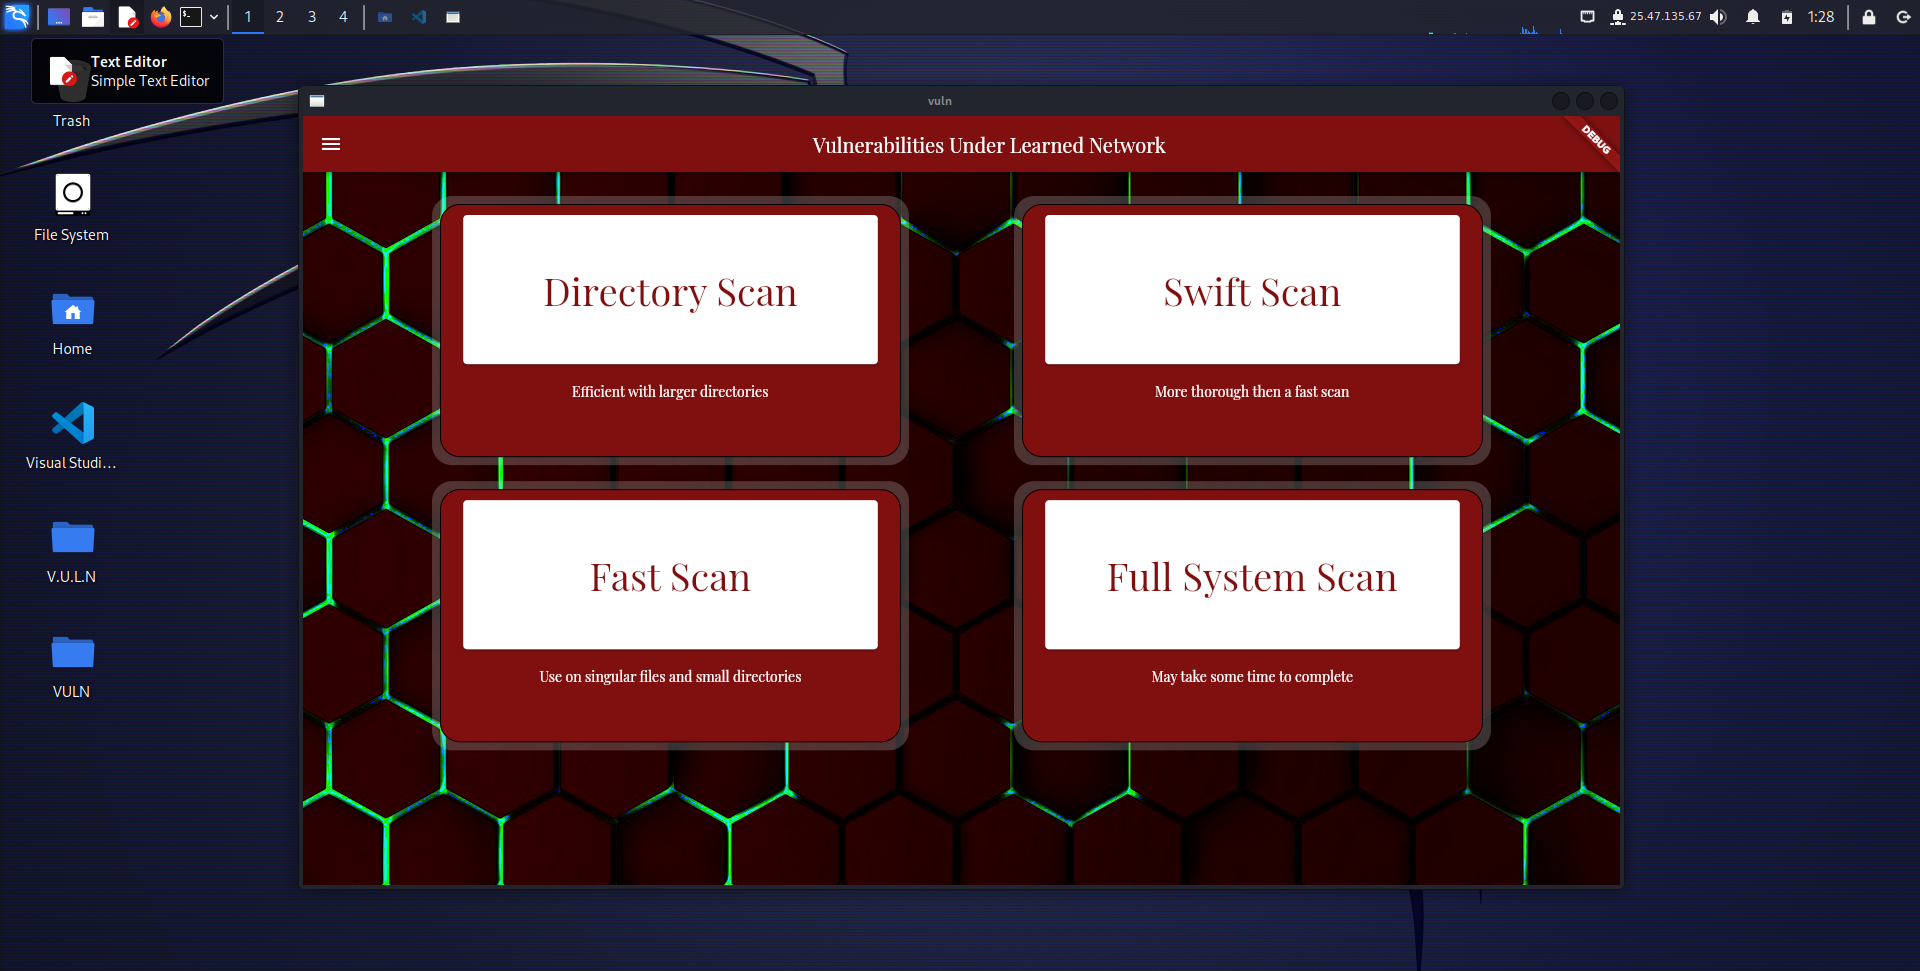 1 2 3 4
25.47.135.67
1:28
Text Editor
Simple Text Editor
Trash
File System
Home
Visual Studi...
V.U.L.N
VULN
vuln
Vulnerabilities Under Learned Network
DEBUG
Directory Scan
Efficient with larger directories
Swift Scan
More thorough then a fast scan
Fast Scan
Use on singular files and small directories
Full System Scan
May take some time to complete